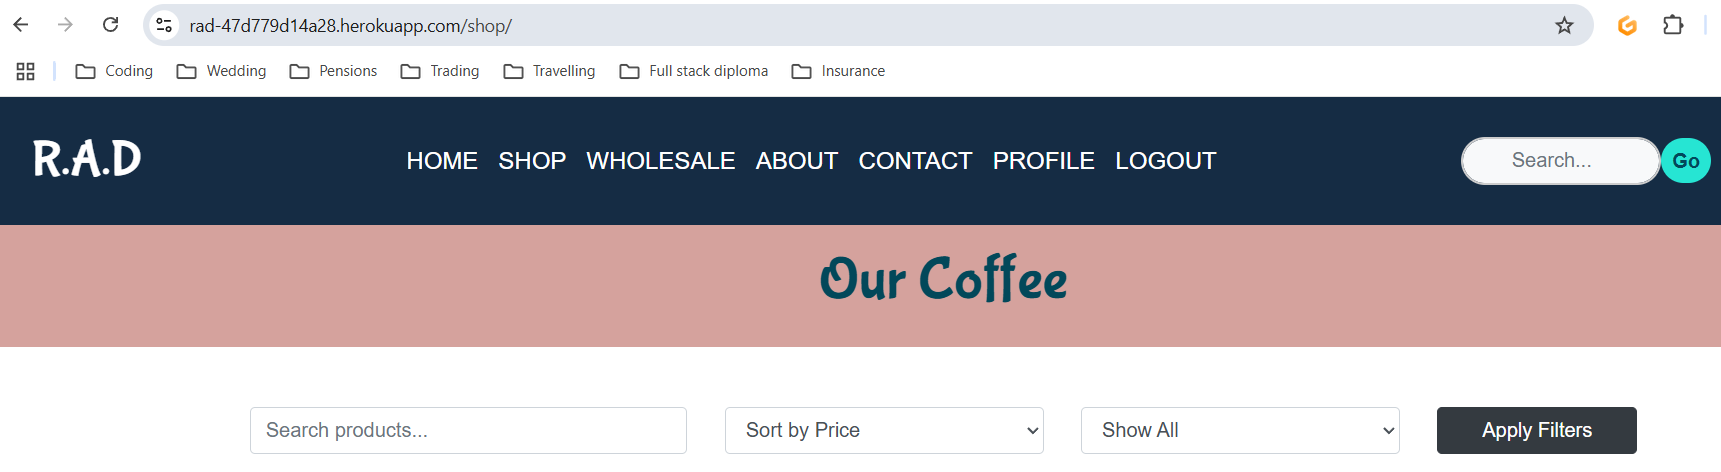 rad-47d779d14a28.herokuapp.com/shop/
Coding Wedding Pensions Trading Travelling Full stack diploma Insurance
R.A.D HOME SHOP WHOLESALE ABOUT CONTACT PROFILE LOGOUT Search... Go
Our Coffee
Search products... Sort by Price Show All Apply Filters